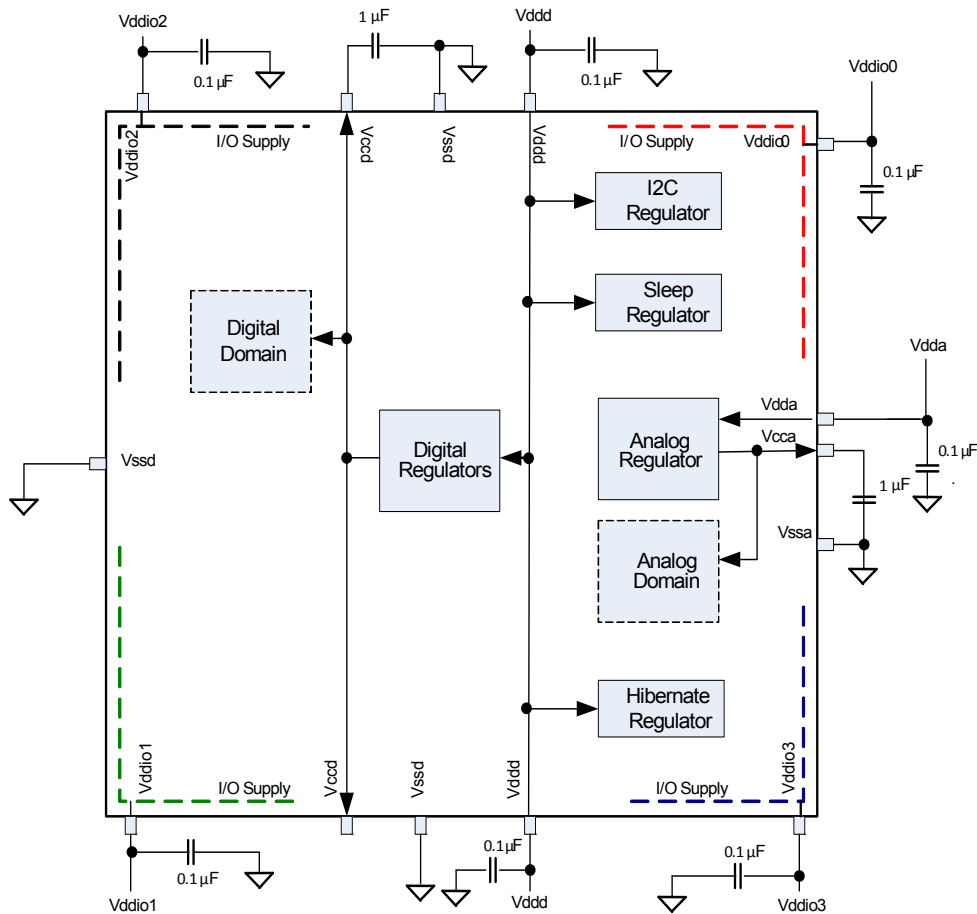 Vddio2
1 µF
Vddd
0.1 µF
0.1 µF
Vddio0
I/O Supply
Vddio2
Vccd
Vssd
Vddd
I/O Supply
Vddio0
0.1 µF
I2C
Regulator
Sleep
Regulator
Digital
Domain
Vdda
Vdda
Digital
Regulators
Analog
Regulator
Vcca
0.1 µF
.
Vssd
1 µF
Vssa
Analog
Domain
Hibernate
Regulator
Vddio1
I/O Supply
Vccd
Vssd
Vddd
I/O Supply
Vddio3
0.1 µF
0.1 µF
0.1 µF
Vddio1
Vddd
Vddio3